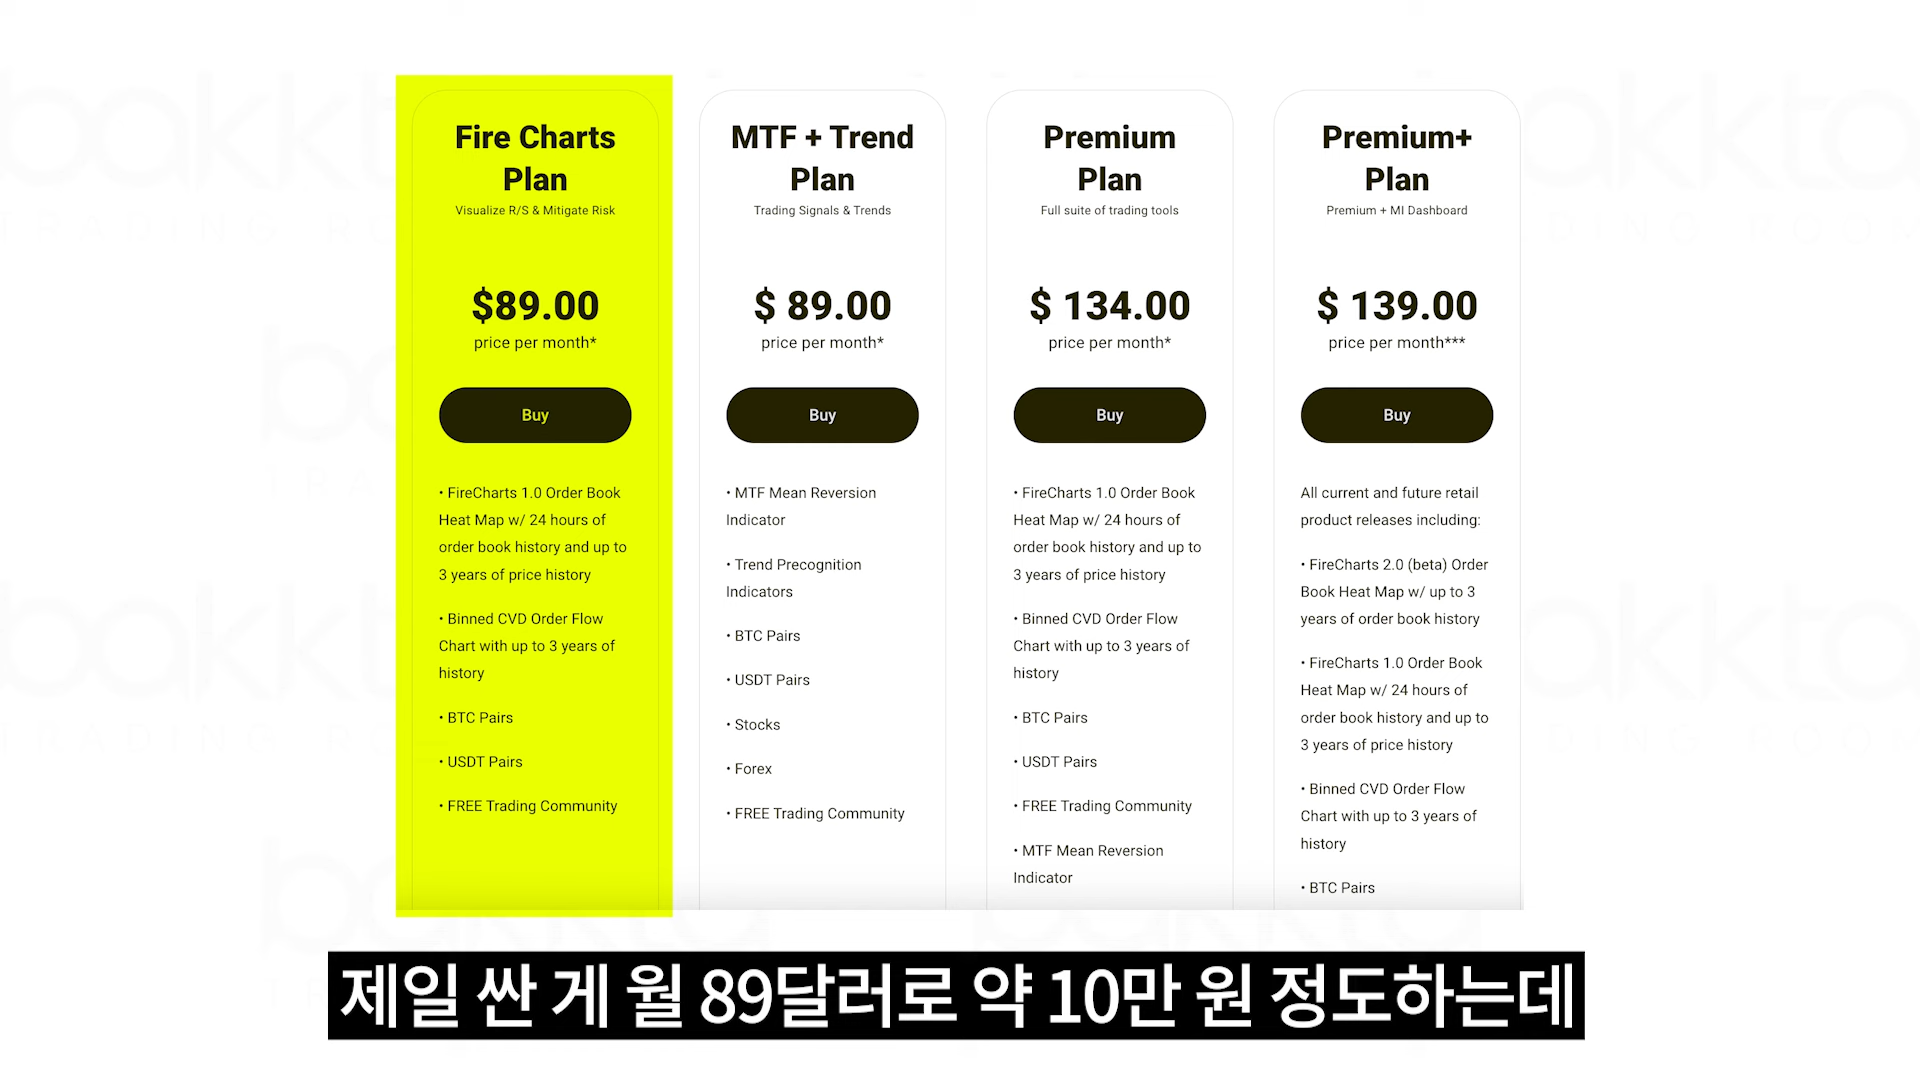 Fire Charts
Plan
Visualize R/S & Mitigate Risk
$89.00
price per month*
Buy
• FireCharts 1.0 Order Book
Heat Map w/ 24 hours of
order book history and up to
3 years of price history
• Binned CVD Order Flow
Chart with up to 3 years of
history
• BTC Pairs
• USDT Pairs
• FREE Trading Community
MTF + Trend
Plan
Trading Signals & Trends
$ 89.00
price per month*
Buy
• MTF Mean Reversion
Indicator
• Trend Precognition
Indicators
• BTC Pairs
• USDT Pairs
• Stocks
• Forex
• FREE Trading Community
Premium
Plan
Full suite of trading tools
$ 134.00
price per month*
Buy
• FireCharts 1.0 Order Book
Heat Map w/ 24 hours of
order book history and up to
3 years of price history
• Binned CVD Order Flow
Chart with up to 3 years of
history
• BTC Pairs
• USDT Pairs
• FREE Trading Community
• MTF Mean Reversion
Indicator
Premium+
Plan
Premium + MI Dashboard
$ 139.00
price per month***
Buy
All current and future retail
product releases including:
• FireCharts 2.0 (beta) Order
Book Heat Map w/ up to 3
years of order book history
• FireCharts 1.0 Order Book
Heat Map w/ 24 hours of
order book history and up to
3 years of price history
• Binned CVD Order Flow
Chart with up to 3 years of
history
• BTC Pairs
제일 싼 게 월 89달러로 약 10만 원 정도하는데